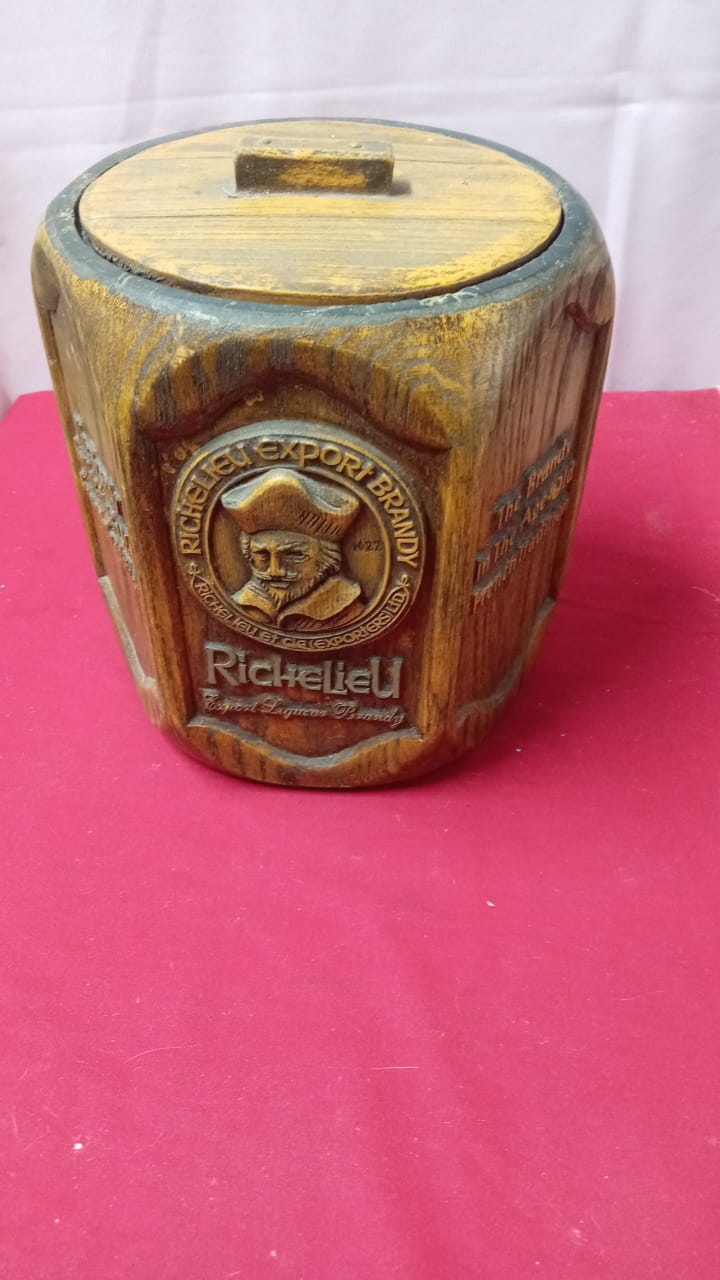 RICHELIEU EXPORT BRANDY
1622
RICHELIEU ET CIE (EXPORTERS) LTD.
RICHELIEU
Export Liqueur Brandy
The Brandy
In The Age-Old
French Tradition